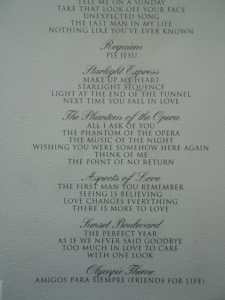 TELL ME ON A SUNDAY
TAKE THAT LOOK OFF YOUR FACE
UNEXPECTED SONG
THE LAST MAN IN MY LIFE
NOTHING LIKE YOU'VE EVER KNOWN
Requiem
PIE JESU
Starlight Express
MAKE UP MY HEART
STARLIGHT SEQUENCE
LIGHT AT THE END OF THE TUNNEL
NEXT TIME YOU FALL IN LOVE
The Phantom of the Opera
ALL I ASK OF YOU
THE PHANTOM OF THE OPERA
THE MUSIC OF THE NIGHT
WISHING YOU WERE SOMEHOW HERE AGAIN
THINK OF ME
THE POINT OF NO RETURN
Aspects of Love
THE FIRST MAN YOU REMEMBER
SEEING IS BELIEVING
LOVE CHANGES EVERYTHING
THERE IS MORE TO LOVE
Sunset Boulevard
THE PERFECT YEAR
AS IF WE NEVER SAID GOODBYE
TOO MUCH IN LOVE TO CARE
WITH ONE LOOK
Olympic Theme
AMIGOS PARA SIEMPRE (FRIENDS FOR LIFE)